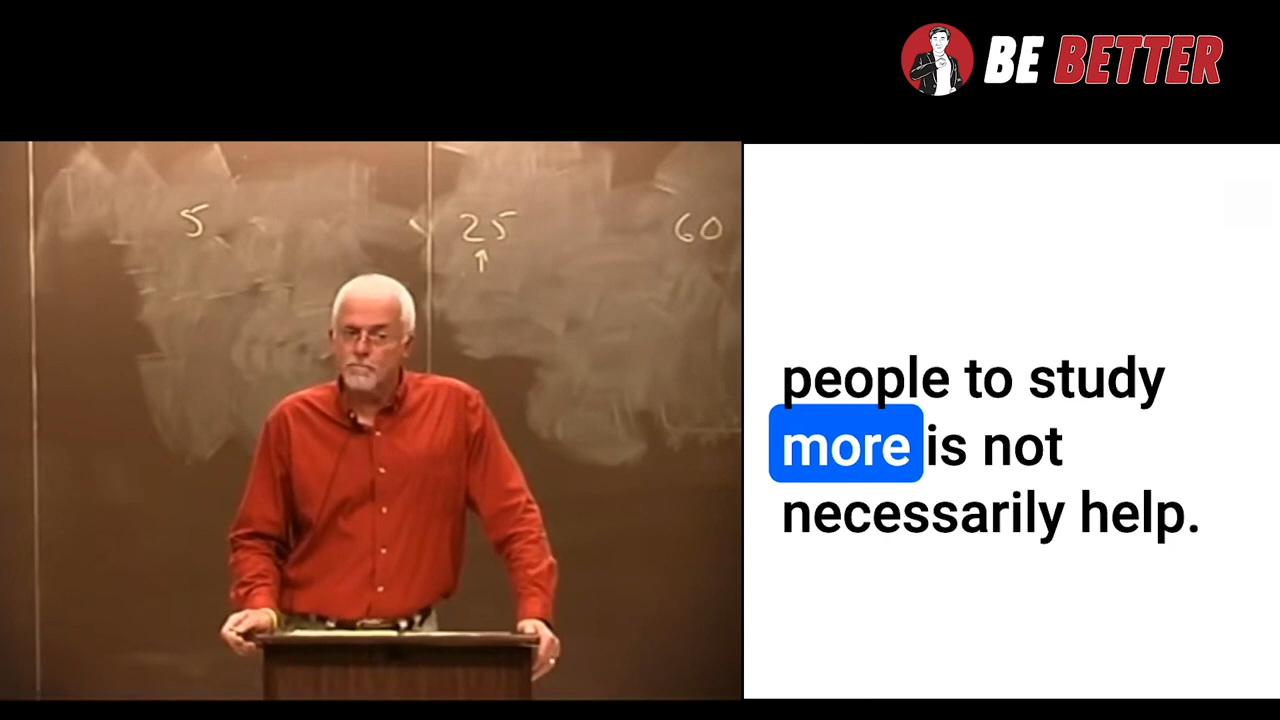 BE BETTER
5 25 60
↑
people to study
more is not
necessarily help.